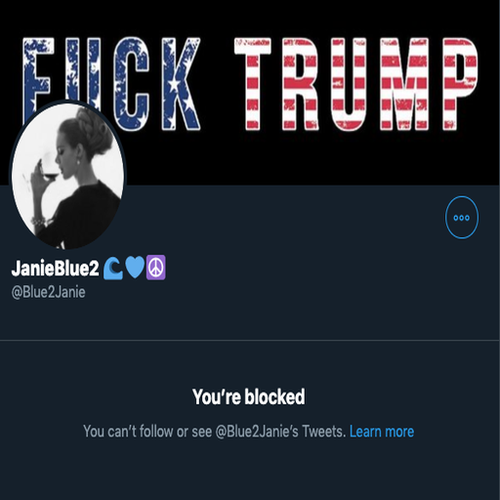 FUCK TRUMP
JanieBlue2 🌊💙☮️
@Blue2Janie
You're blocked
You can't follow or see @Blue2Janie's Tweets. Learn more